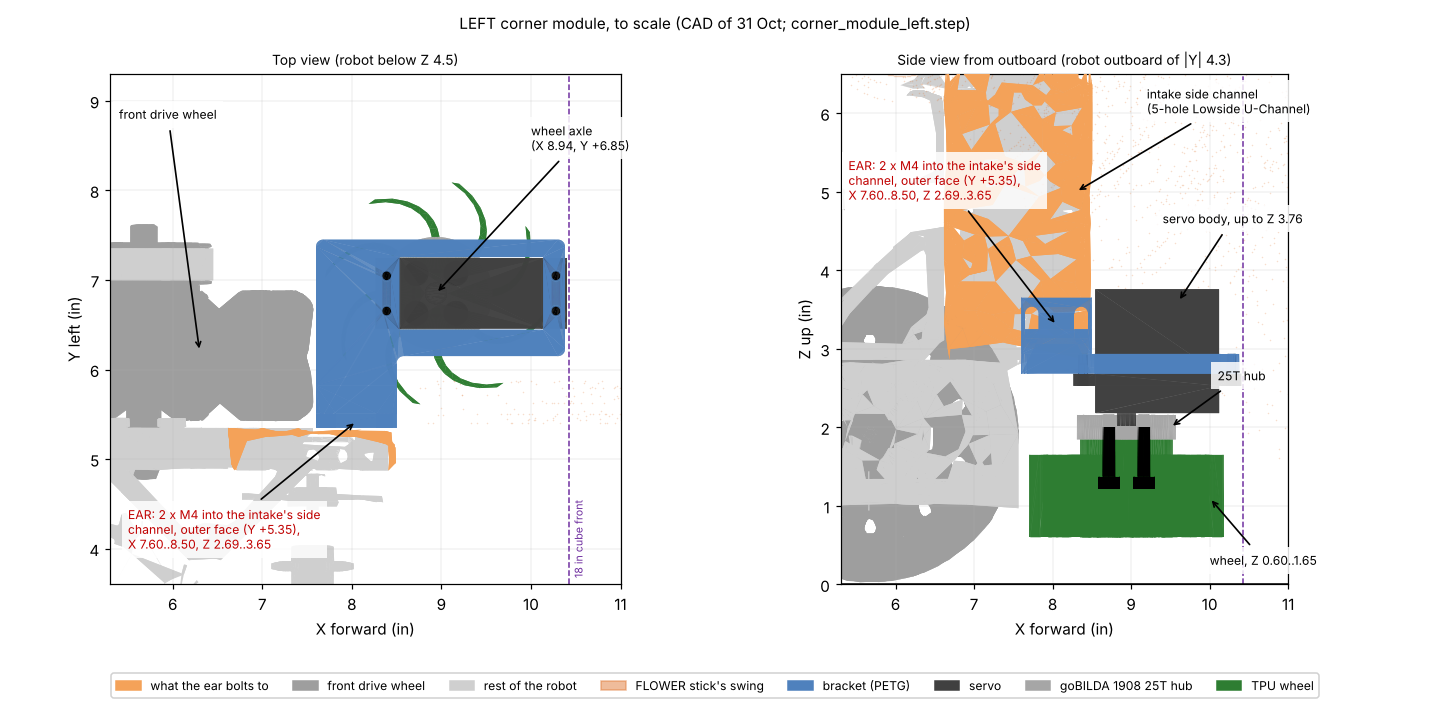 LEFT corner module, to scale (CAD of 31 Oct; corner_module_left.step)
Top view (robot below Z 4.5)
front drive wheel
wheel axle
(X 8.94, Y +6.85)
EAR: 2 x M4 into the intake's side
channel, outer face (Y +5.35),
X 7.60..8.50, Z 2.69..3.65
18 in cube front
Y left (in)
9
8
7
6
5
4
6
7
8
9
10
11
X forward (in)
Side view from outboard (robot outboard of |Y| 4.3)
intake side channel
(5-hole Lowside U-Channel)
EAR: 2 x M4 into the intake's side
channel, outer face (Y +5.35),
X 7.60..8.50, Z 2.69..3.65
servo body, up to Z 3.76
25T hub
wheel, Z 0.60..1.65
Z up (in)
6
5
4
3
2
1
0
6
7
8
9
10
11
X forward (in)
what the ear bolts to
front drive wheel
rest of the robot
FLOWER stick's swing
bracket (PETG)
servo
goBILDA 1908 25T hub
TPU wheel